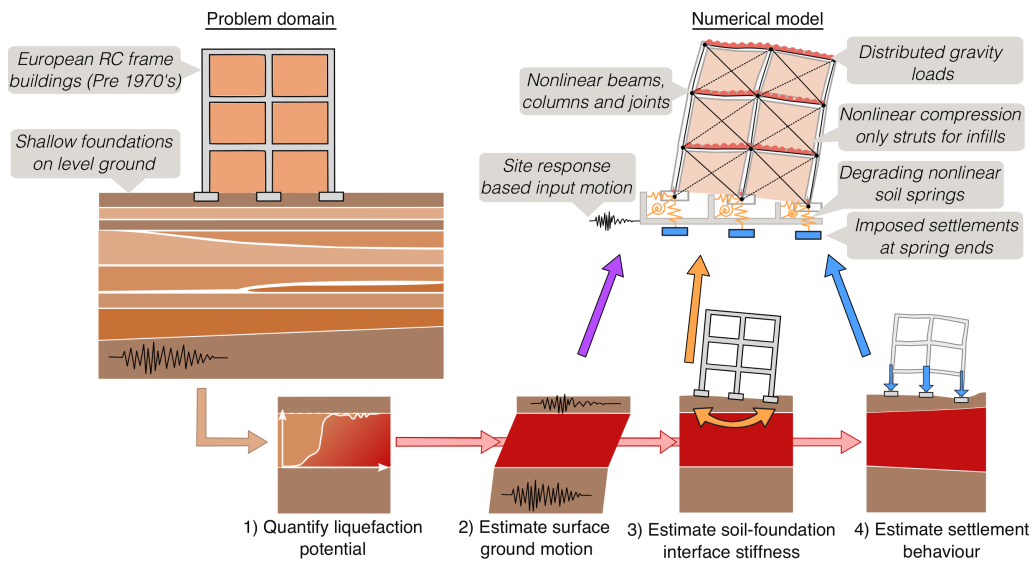 Problem domain
Numerical model
European RC frame
buildings (Pre 1970's)
Shallow foundations
on level ground
Nonlinear beams,
columns and joints
Distributed gravity
loads
Nonlinear compression
only struts for infills
Site response
based input motion
Degrading nonlinear
soil springs
Imposed settlements
at spring ends
1) Quantify liquefaction
potential
2) Estimate surface
ground motion
3) Estimate soil-foundation
interface stiffness
4) Estimate settlement
behaviour